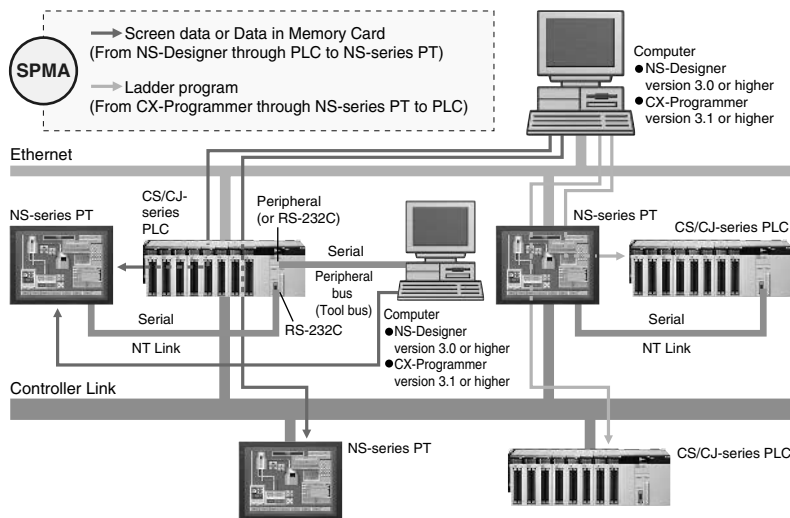 SPMA
Screen data or Data in Memory Card
(From NS-Designer through PLC to NS-series PT)
Ladder program
(From CX-Programmer through NS-series PT to PLC)
Computer
●NS-Designer
version 3.0 or higher
●CX-Programmer
version 3.1 or higher
Ethernet
NS-series PT
CS/CJ-
series
PLC
Peripheral
(or RS-232C)
Serial
Peripheral
bus
(Tool bus)
RS-232C
Serial
NT Link
Computer
●NS-Designer
version 3.0 or higher
●CX-Programmer
version 3.1 or higher
NS-series PT
CS/CJ-series PLC
Serial
NT Link
Controller Link
NS-series PT
CS/CJ-series PLC